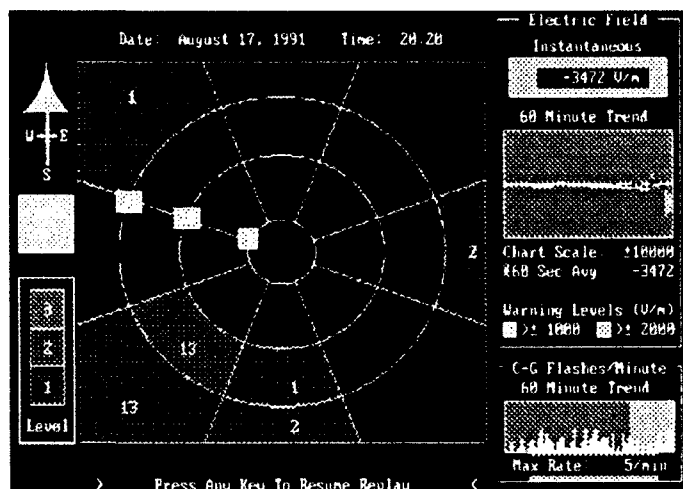 Date: August 17, 1991 Time: 20.20
Electric Field
Instantaneous
-3472 V/m
60 Minute Trend
Chart Scale ±10000
60 Sec Avg -3472
Warning Levels (V/m)
>± 1000 >± 2000
C-G Flashes/Minute
60 Minute Trend
Max Rate 5/min
W E
S
3
2
1
Level
1
2
13
13
1
2
> Press Any Key To Resume Replay <